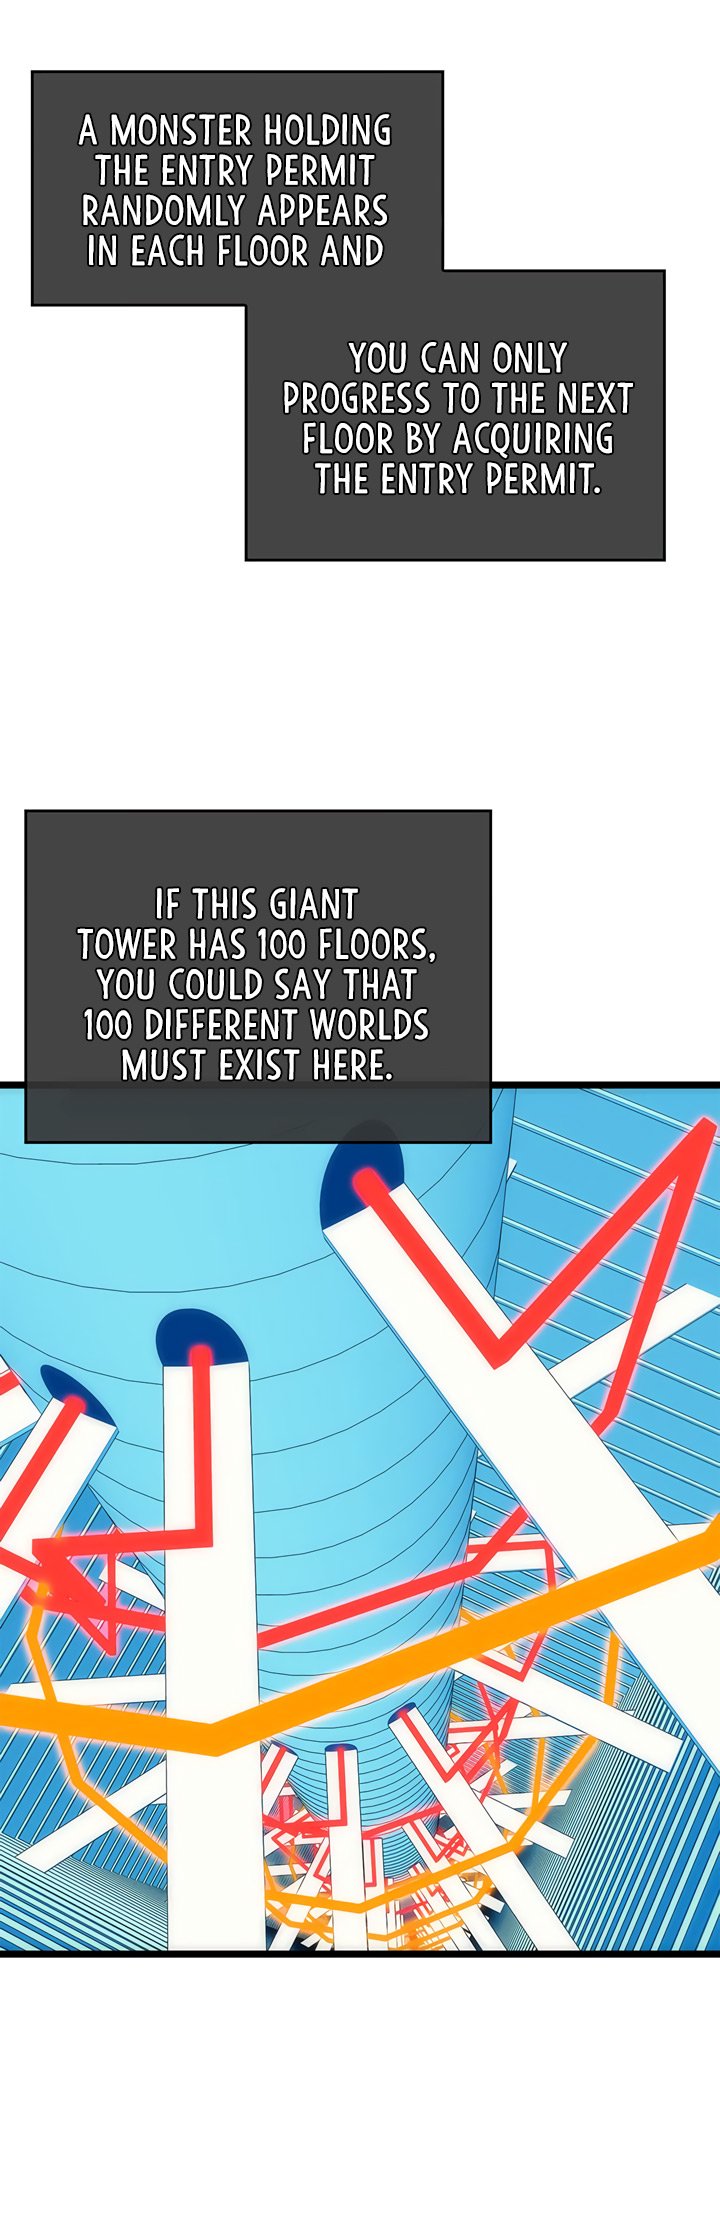 A MONSTER HOLDING
THE ENTRY PERMIT
RANDOMLY APPEARS
IN EACH FLOOR AND
YOU CAN ONLY
PROGRESS TO THE NEXT
FLOOR BY ACQUIRING
THE ENTRY PERMIT.
IF THIS GIANT
TOWER HAS 100 FLOORS,
YOU COULD SAY THAT
100 DIFFERENT WORLDS
MUST EXIST HERE.